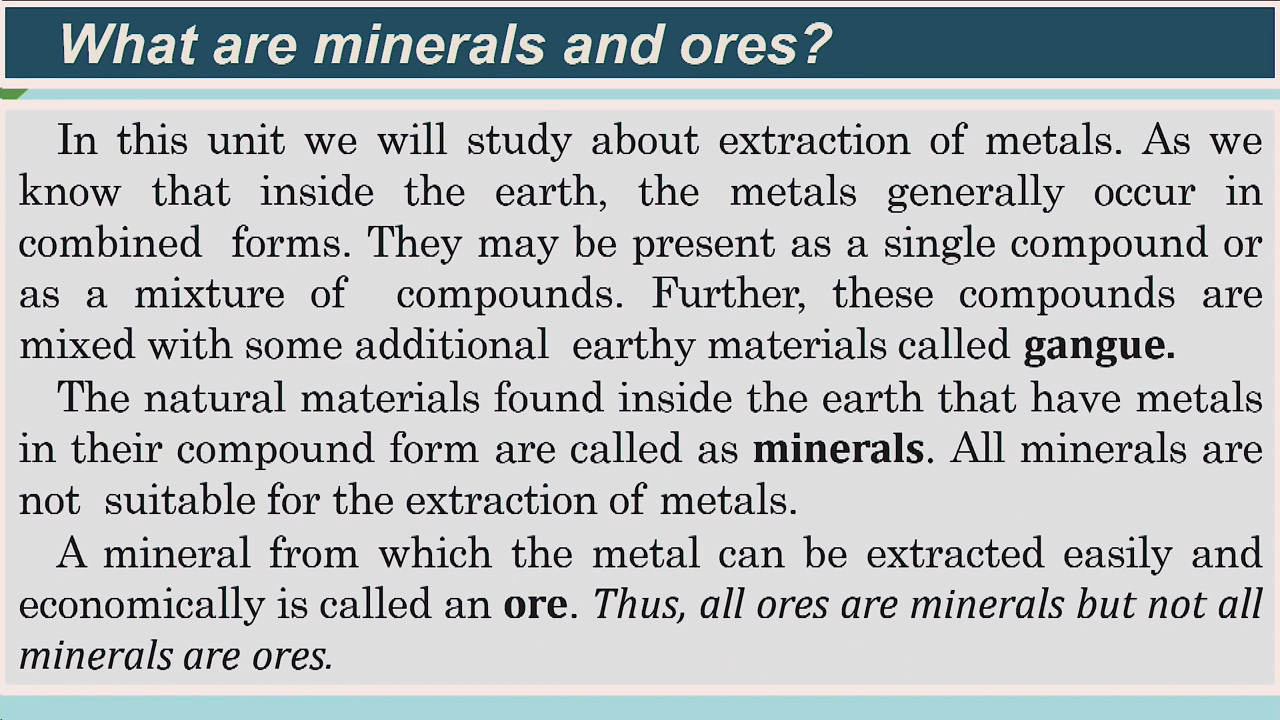 What are minerals and ores?
In this unit we will study about extraction of metals. As we
know that inside the earth, the metals generally occur in
combined forms. They may be present as a single compound or
as a mixture of compounds. Further, these compounds are
mixed with some additional earthy materials called gangue.
The natural materials found inside the earth that have metals
in their compound form are called as minerals. All minerals are
not suitable for the extraction of metals.
A mineral from which the metal can be extracted easily and
economically is called an ore. Thus, all ores are minerals but not all
minerals are ores.